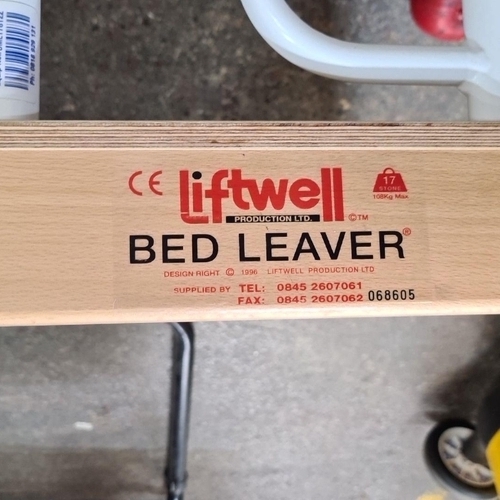 CE
Liftwell
PRODUCTION LTD.
©™
17
STONE
108Kg Max
BED LEAVER®
DESIGN RIGHT © 1996 LIFTWELL PRODUCTION LTD
SUPPLIED BY TEL: 0845 2607061
FAX: 0845 2607062 068605